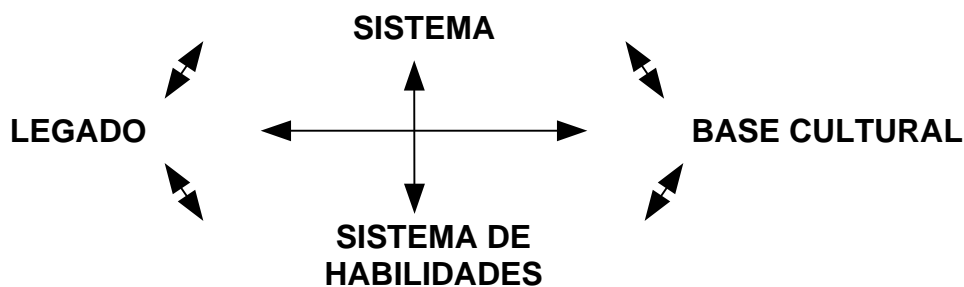 SISTEMA
LEGADO
BASE CULTURAL
SISTEMA DE
HABILIDADES